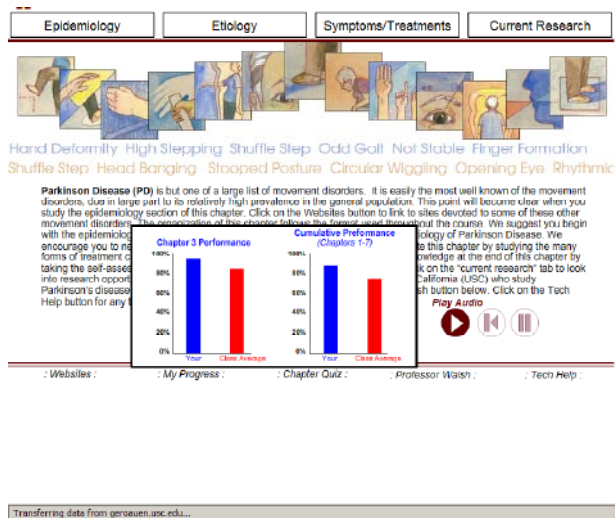 Epidemiology
Etiology
Symptoms/Treatments
Current Research
Hand Deformity High Stepping Shuffle Step Odd Gait Not Stable Finger Formation
Shuffle Step Head Banging Stooped Posture Circular Wiggling Opening Eye Rhythmic
Parkinson Disease (PD) is but one of a large list of movement disorders. It is easily the most well known of the movement
disorders, due in large part to its relatively high prevalence in the general population. This point will become clear when you
study the epidemiology section of this chapter. Click on the Websites button to link to sites devoted to some of these other
movement disorders. The organization of this chapter follows the format used throughout the course. We suggest you begin
with the epidemiolog iology of Parkinson Disease. We
encourage you to ne te this chapter by studying the many
forms of treatment c owledge at the end of this chapter by
taking the self-asses k on the "current research" tab to look
into research opport California (USC) who study
Parkinson's disease sh button below. Click on the Tech
Help button for any
Chapter 3 Performance
100%
80%
60%
40%
20%
0%
Your
Class Average
Cumulative Preformance
(Chapters 1-7)
100%
80%
60%
40%
20%
0%
Your
Class Average
Play Audio
: Websites :
: My Progress :
: Chapter Quiz :
: Professor Walsh :
: Tech Help :
Transferring data from geroauen.usc.edu...